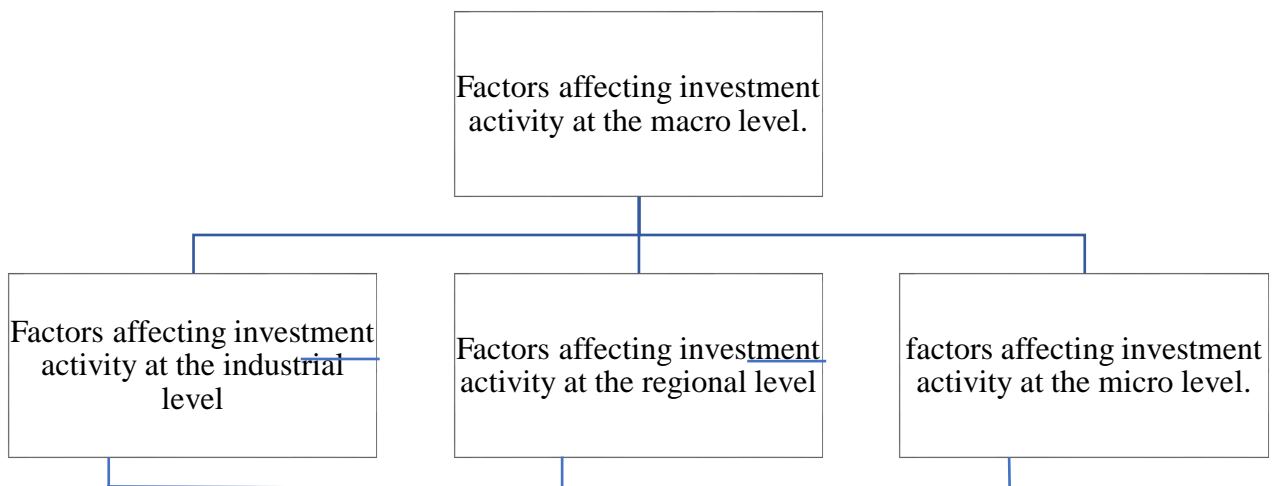 Factors affecting investment
activity at the macro level.
Factors affecting investment
activity at the industrial
level
Factors affecting investment
activity at the regional level
factors affecting investment
activity at the micro level.